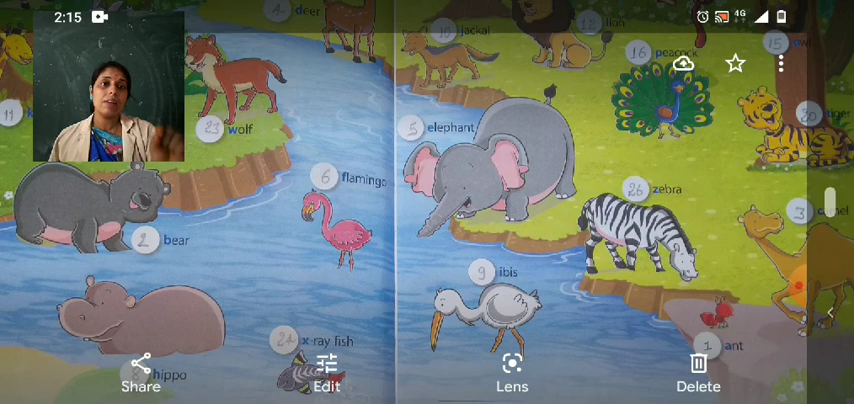 2:15
4G
4 deer
10 jackal
18 lion
16 peacock
15
11
23 wolf
5 elephant
20 tiger
6 flamingo
26 zebra
3 camel
2 bear
9 ibis
24 x-ray fish
1 ant
8 hippo
Share
Edit
Lens
Delete